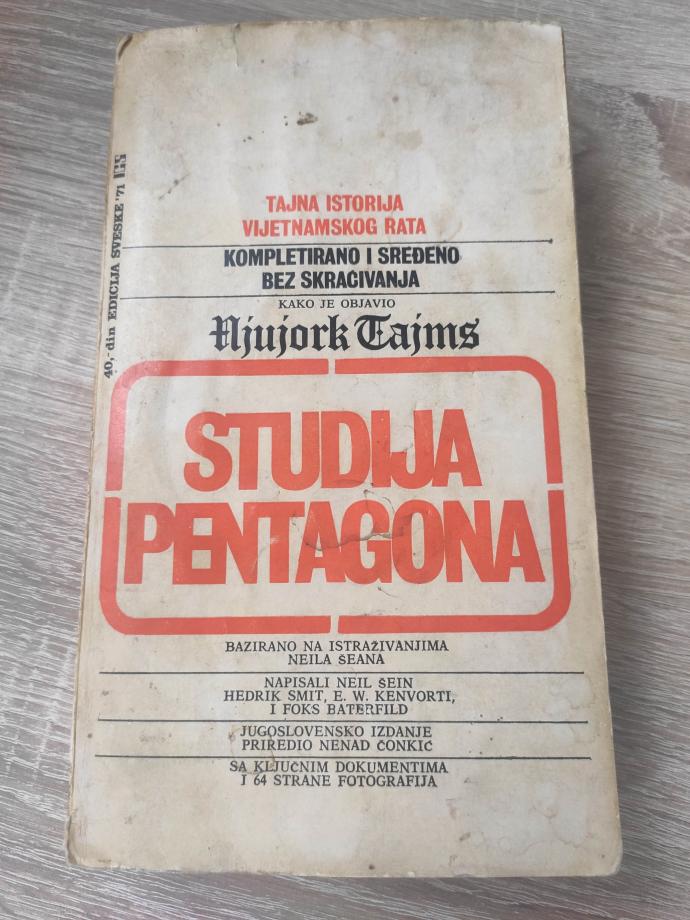 TAJNA ISTORIJA
VIJETNAMSKOG RATA
KOMPLETIRANO I SREĐENO
BEZ SKRAĆIVANJA
KAKO JE OBJAVIO
Njujork Tajms
STUDIJA
PENTAGONA
BAZIRANO NA ISTRAŽIVANJIMA
NEILA ŠEANA
NAPISALI NEIL ŠEIN
HEDRIK SMIT, E. W. KENVORTI,
I FOKS BATERFILD
JUGOSLOVENSKO IZDANJE
PRIREDIO NENAD ČONKIĆ
SA KLJUČNIM DOKUMENTIMA
I 64 STRANE FOTOGRAFIJA
40,- din EDICIJA SVESKE '71